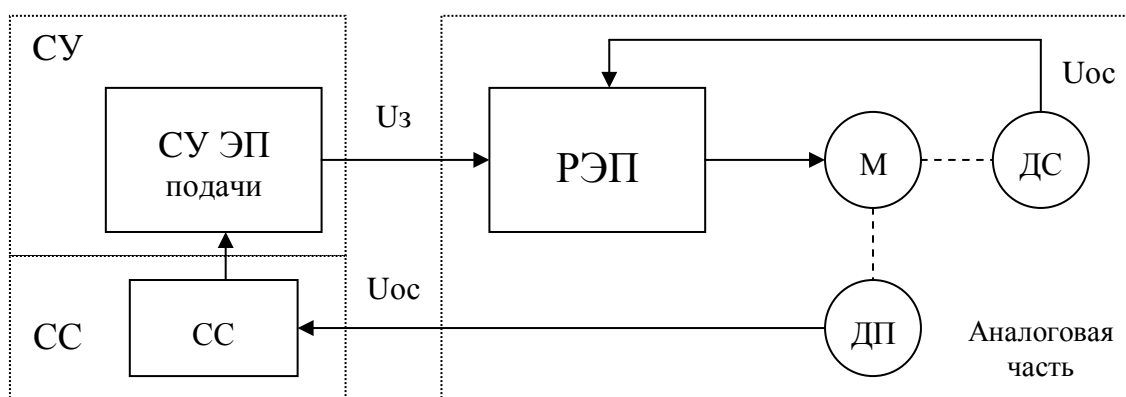 СУ
Uос
СУ ЭП
подачи
Uз
РЭП
М
ДС
Uос
СС
СС
ДП
Аналоговая
часть